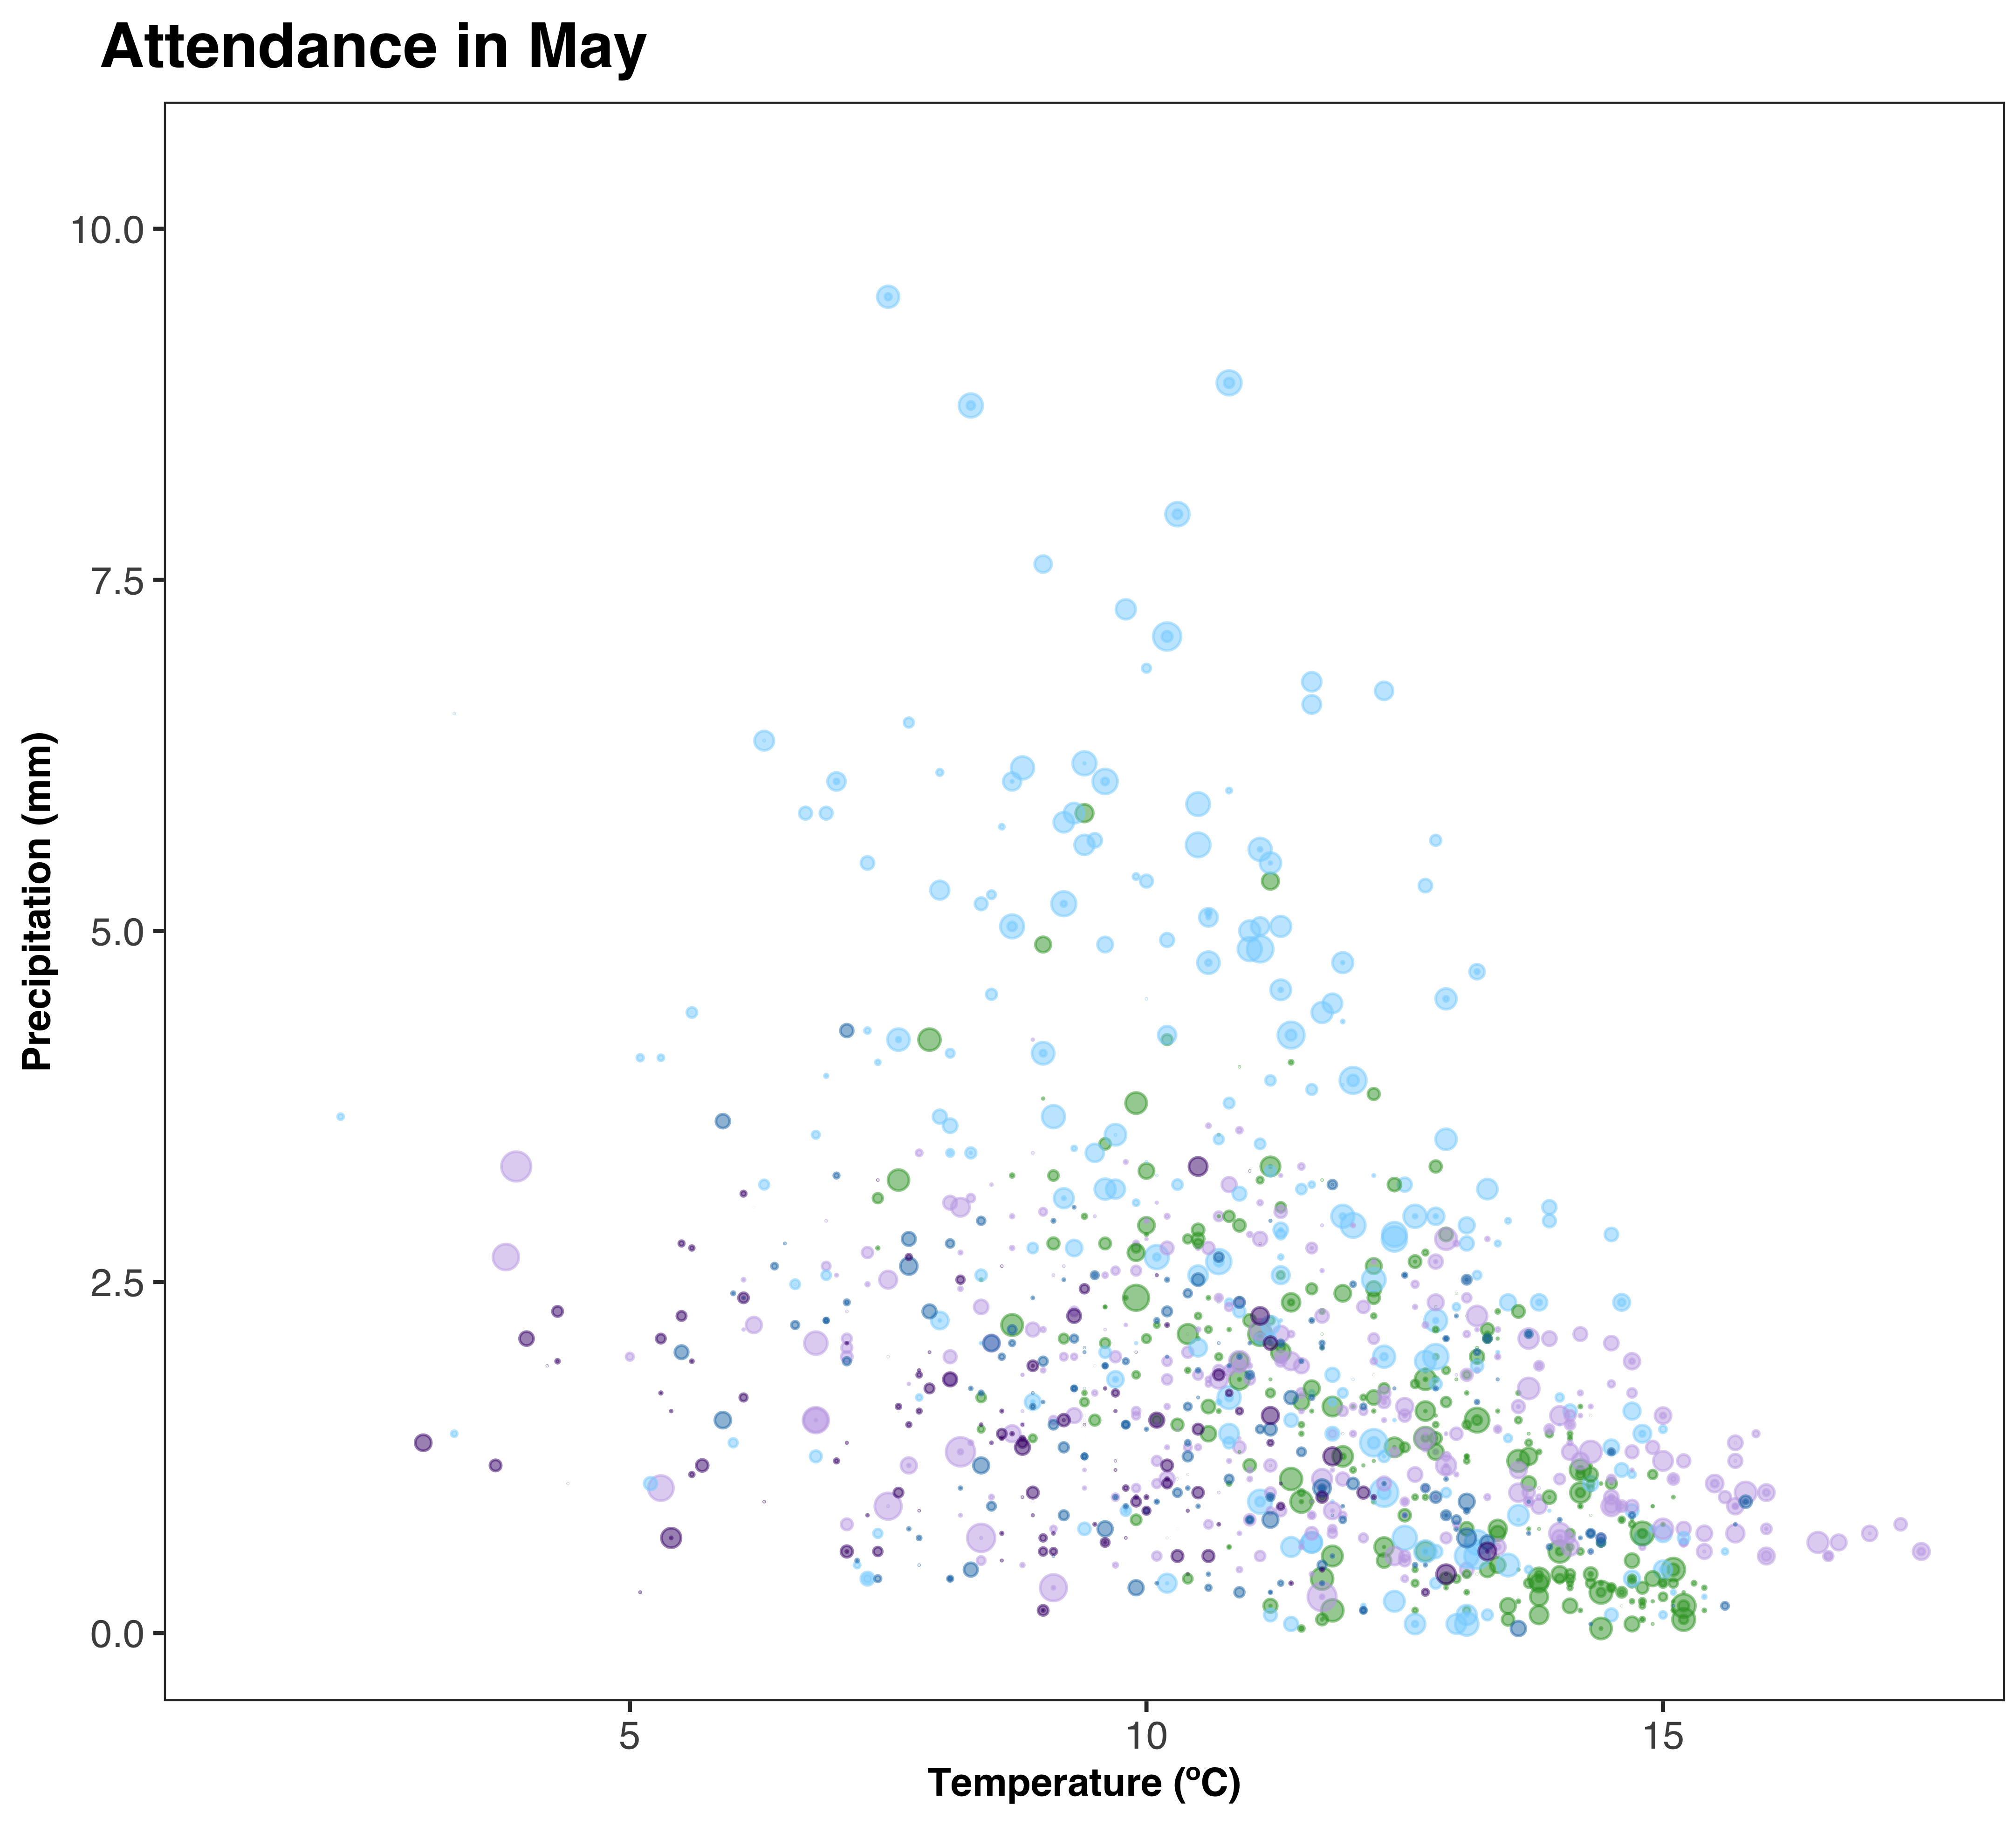 Attendance in May
10.0
7.5
5.0
2.5
0.0
Precipitation (mm)
5 10 15
Temperature (ºC)